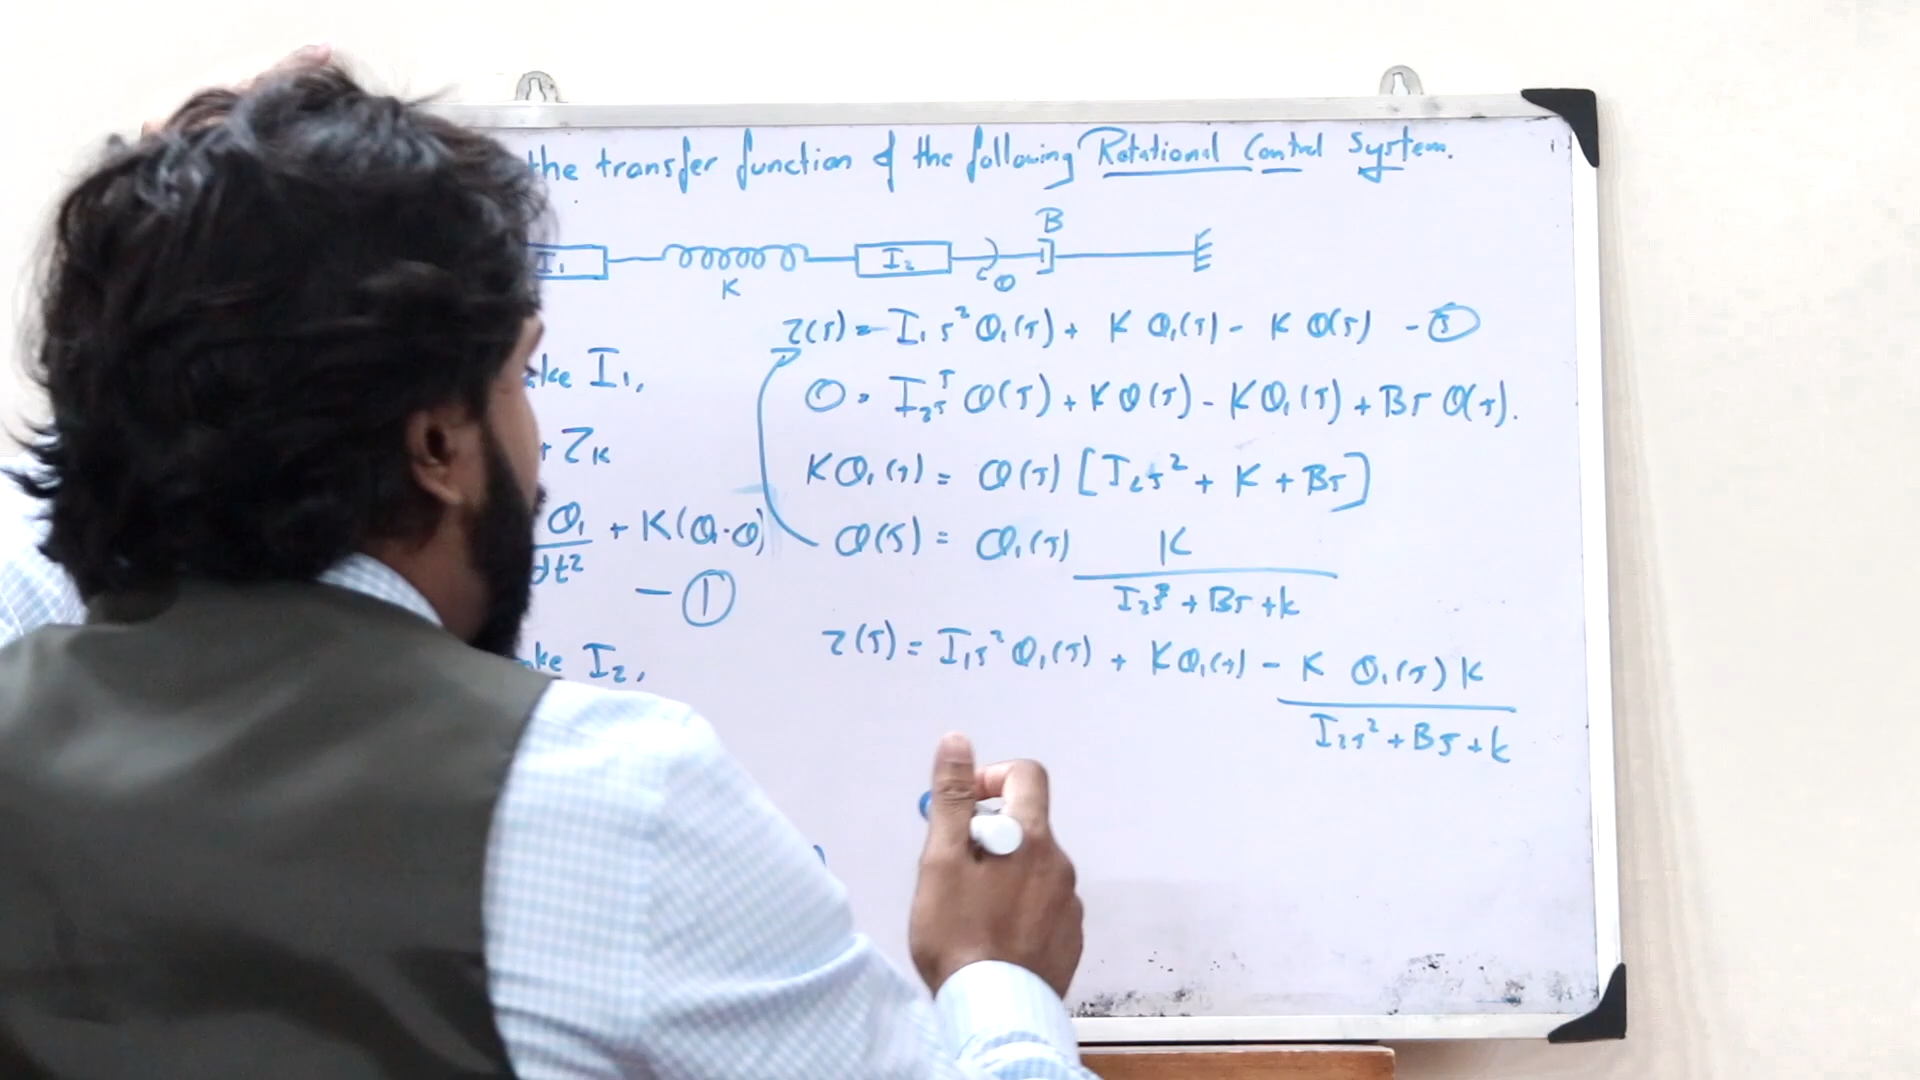 the transfer function of the following Rotational Control System.
I₁ K I₂ θ B
τ(s) = I₁s²θ₁(s) + Kθ₁(s) - Kθ(s) - ③
ake I₁,
0 = I₂s² θ(s) + Kθ(s) - Kθ₁(s) + Bs θ(s).
+ τK
Kθ₁(s) = θ(s) [I₂s² + K + Bs]
θ₁/dt² + K(θ₁-θ) - ①
θ(s) = θ₁(s) K/(I₂s² + Bs + k)
ake I₂,
τ(s) = I₁s²θ₁(s) + Kθ₁(s) - K θ₁(s) K/(I₂s² + Bs + k)